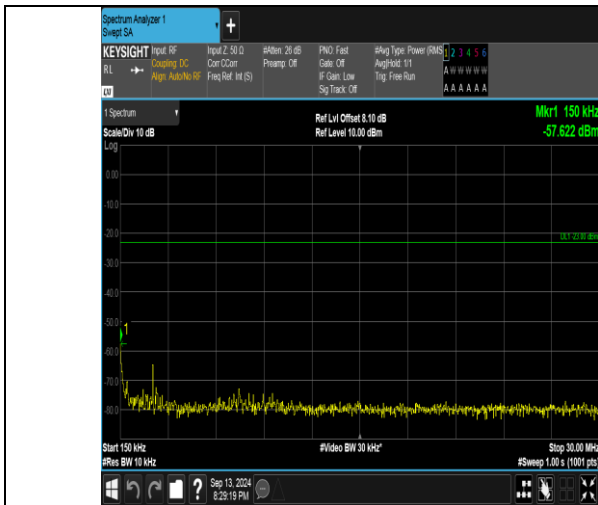 Spectrum Analyzer 1
Swept SA
+
KEYSIGHT Input: RF Input Z: 50 Ω #Atten: 26 dB PNO: Fast #Avg Type: Power (RMS 1 2 3 4 5 6
RL Coupling: DC Corr CCorr Preamp: Off Gate: Off Avg|Hold: 1/1 A W W W W W
Align: Auto/No RF Freq Ref: Int (S) IF Gain: Low Trig: Free Run
LXI Sig Track: Off A A A A A A
1 Spectrum
Ref Lvl Offset 8.10 dB Mkr1 150 kHz
Scale/Div 10 dB Ref Level 10.00 dBm -57.622 dBm
Log
0.00
-10.0
-20.0
DL1 -23.00 dBm
-30.0
-40.0
-50.0
1
-60.0
-70.0
-80.0
Start 150 kHz #Video BW 30 kHz* Stop 30.00 MHz
#Res BW 10 kHz #Sweep 1.00 s (1001 pts)
? Sep 13, 2024
8:29:19 PM